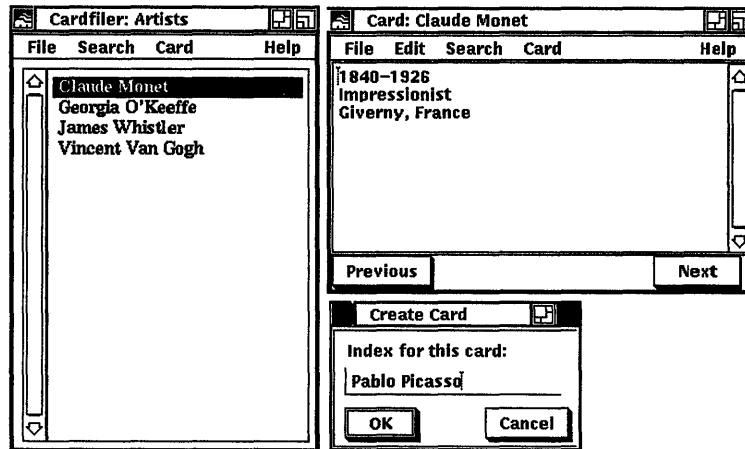 Cardfiler: Artists
File Search Card Help
Claude Monet
Georgia O'Keeffe
James Whistler
Vincent Van Gogh
Card: Claude Monet
File Edit Search Card Help
1840-1926
Impressionist
Giverny, France
Previous Next
Create Card
Index for this card:
Pablo Picasso
OK Cancel